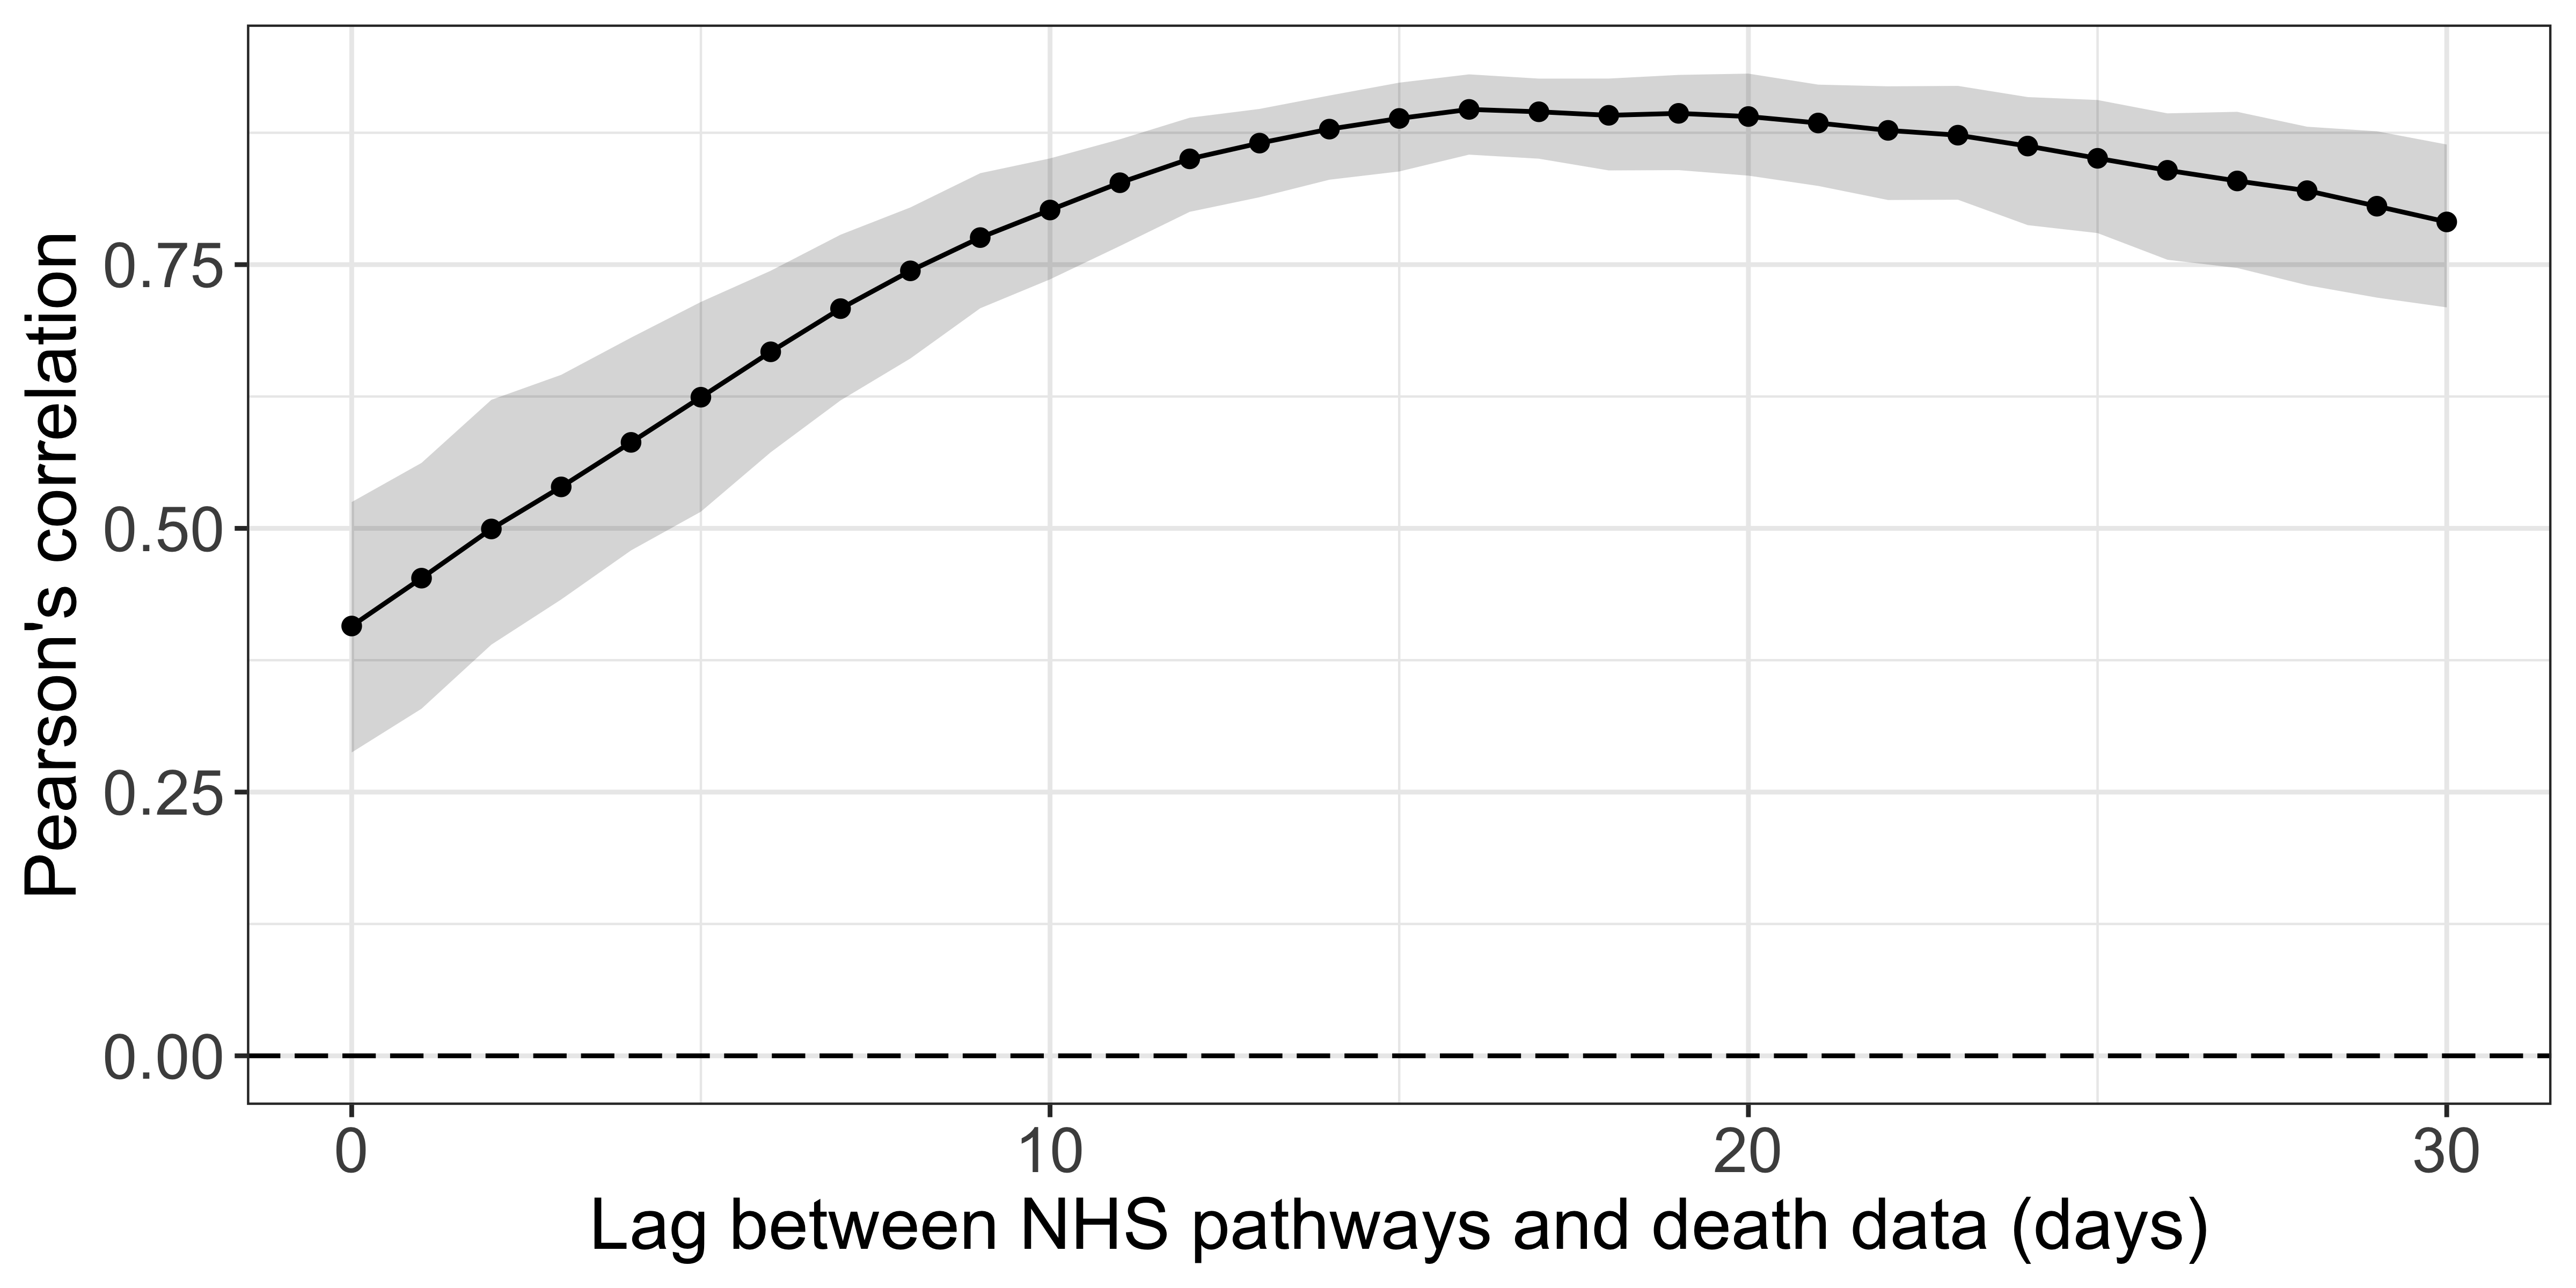 Pearson's correlation
0.75
0.50
0.25
0.00
0 10 20 30
Lag between NHS pathways and death data (days)